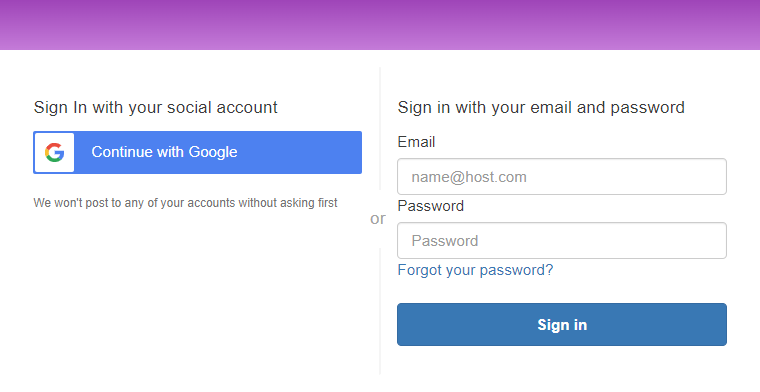 Sign In with your social account
Continue with Google
We won't post to any of your accounts without asking first
or
Sign in with your email and password
Email
name@host.com
Password
Password
Forgot your password?
Sign in